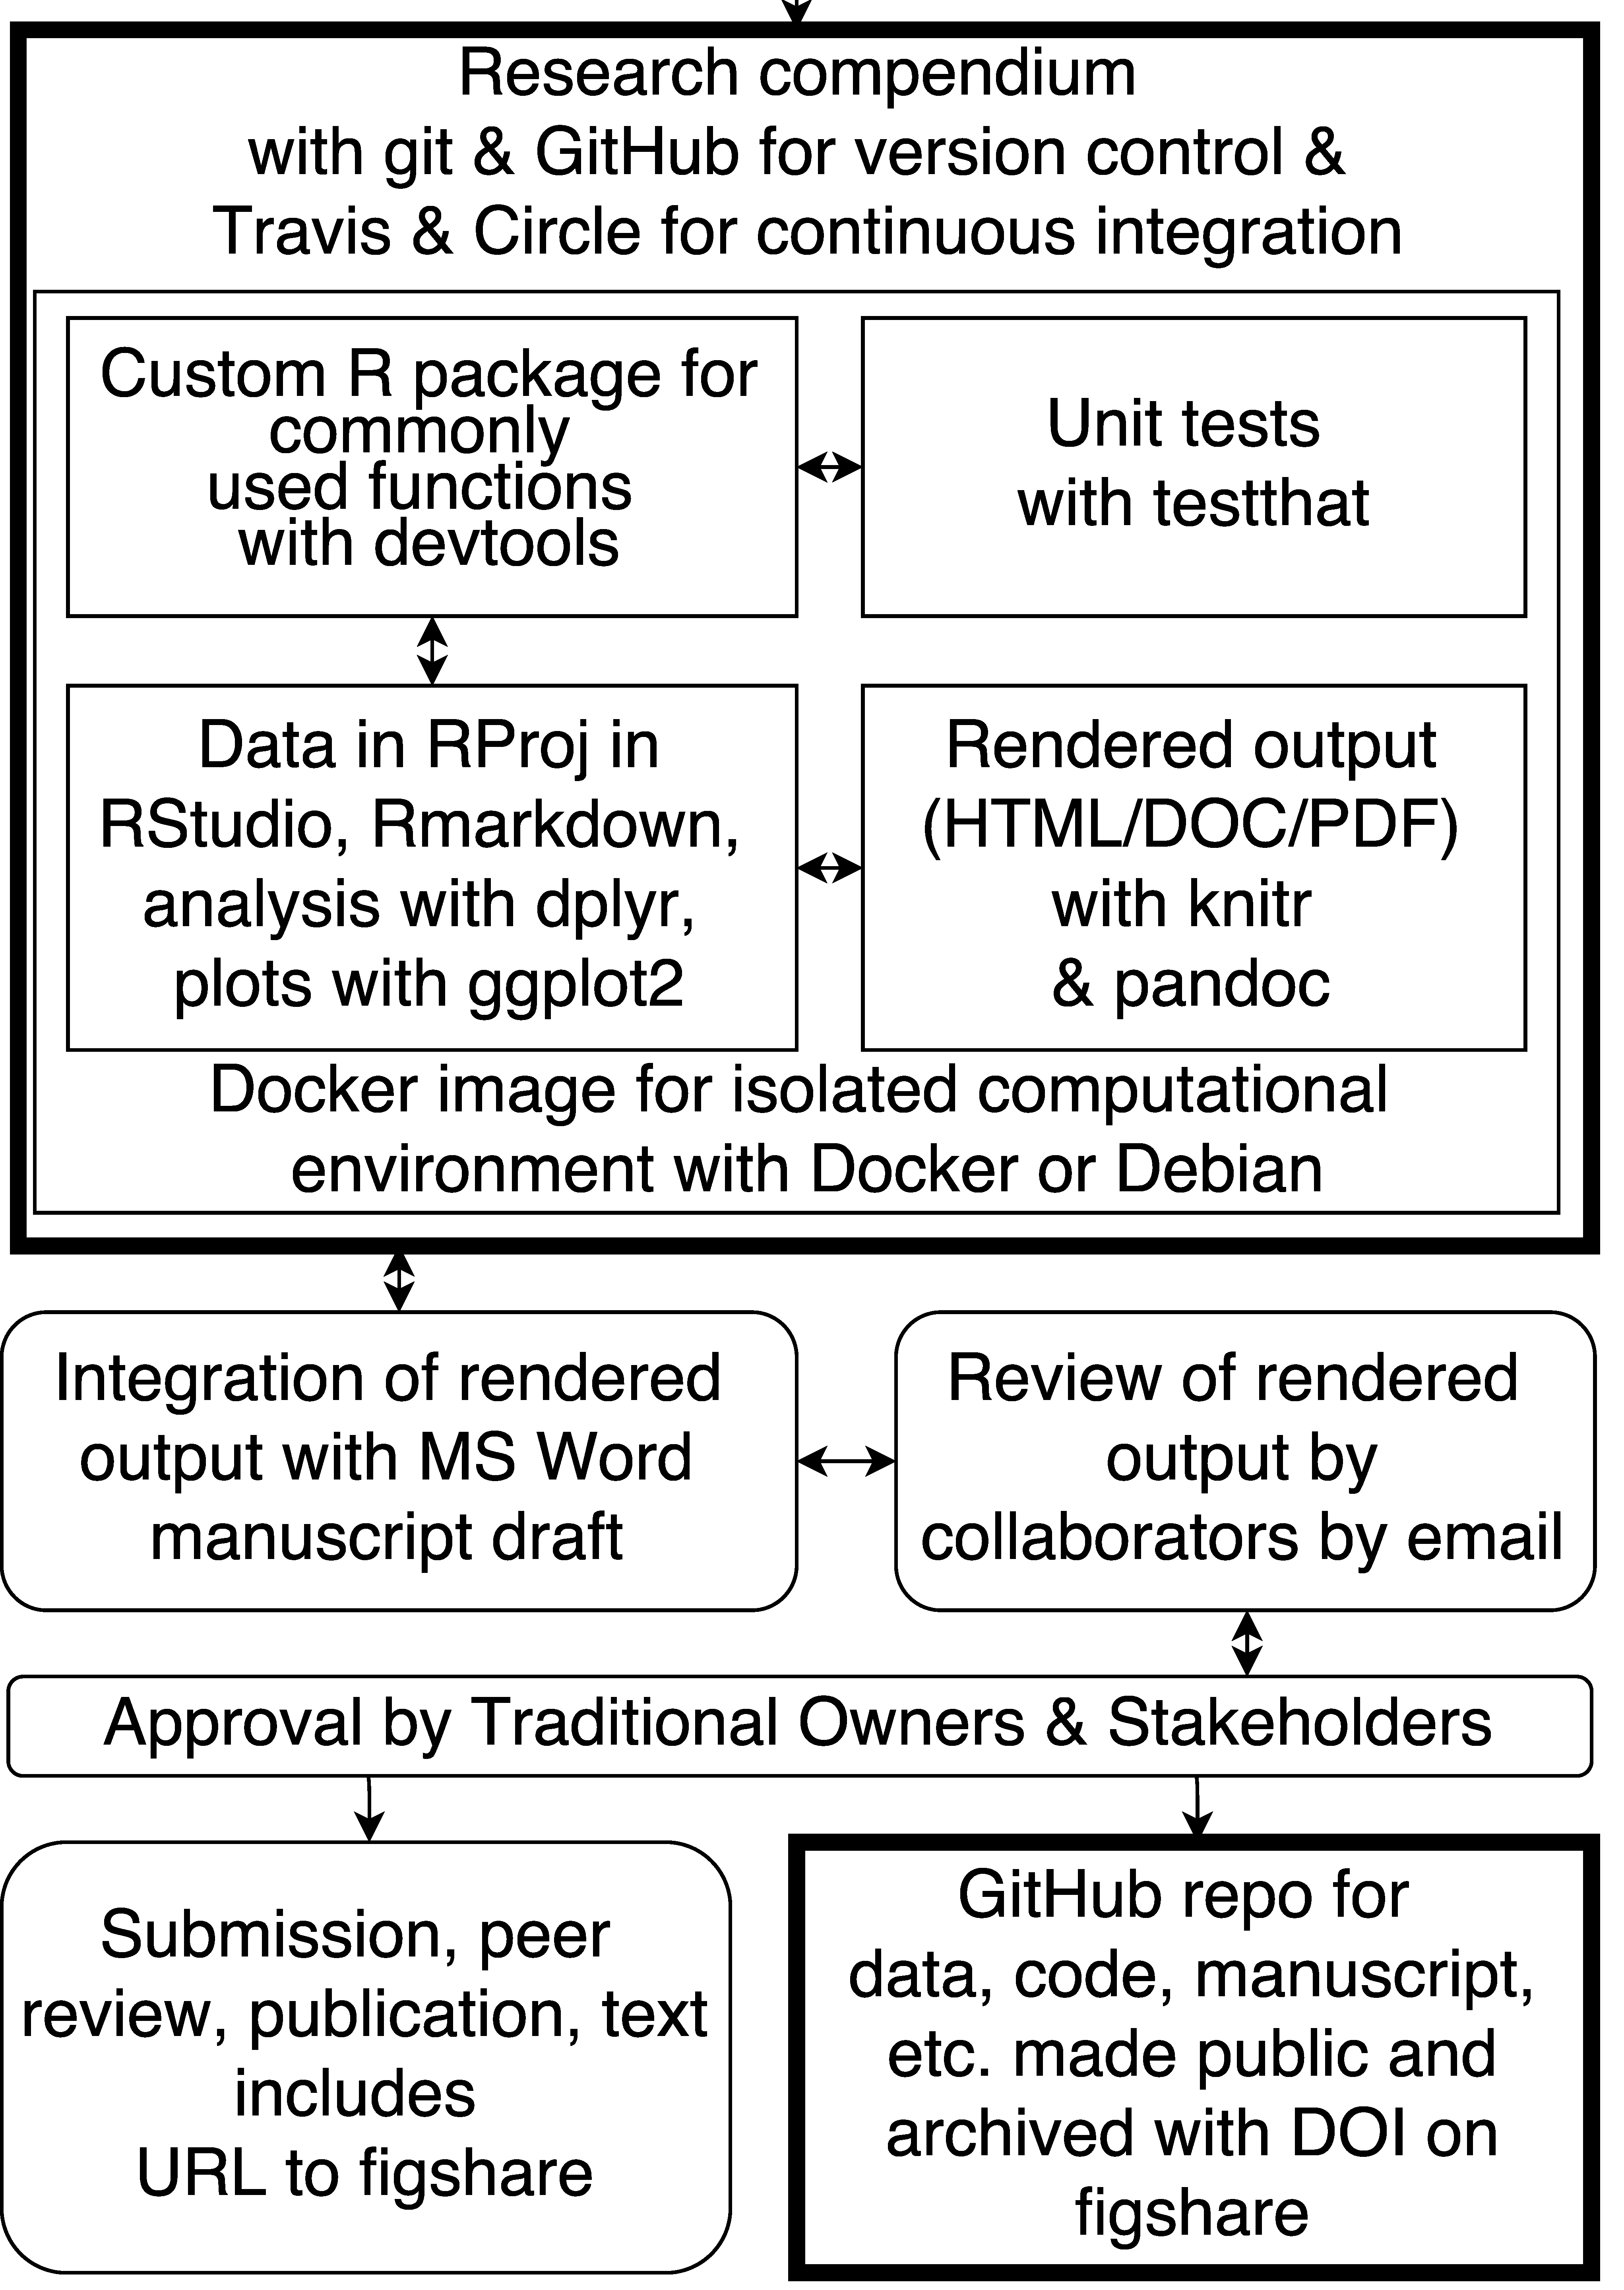 Research compendium
with git & GitHub for version control &
Travis & Circle for continuous integration
Custom R package for
commonly
used functions
with devtools
Unit tests
with testthat
Data in RProj in
RStudio, Rmarkdown,
analysis with dplyr,
plots with ggplot2
Rendered output
(HTML/DOC/PDF)
with knitr
& pandoc
Docker image for isolated computational
environment with Docker or Debian
Integration of rendered
output with MS Word
manuscript draft
Review of rendered
output by
collaborators by email
Approval by Traditional Owners & Stakeholders
Submission, peer
review, publication, text
includes
URL to figshare
GitHub repo for
data, code, manuscript,
etc. made public and
archived with DOI on
figshare